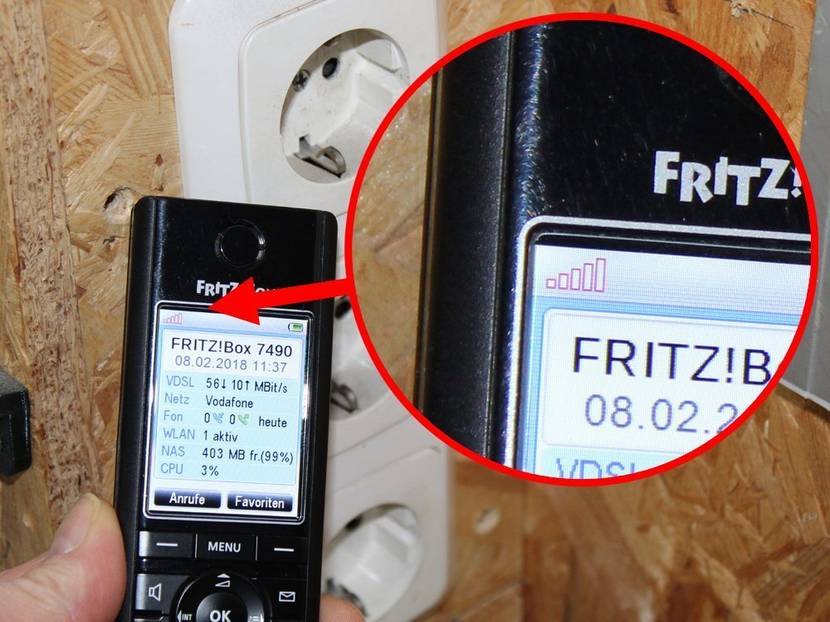 FRITZ!
FRITZ!Box 7490
08.02.2018 11:37
VDSL 56↓ 10↑ MBit/s
Netz Vodafone
Fon 0 0 heute
WLAN 1 aktiv
NAS 403 MB fr.(99%)
CPU 3%
Anrufe Favoriten
MENU
INT OK
FRITZ!
FRITZ!B
08.02.2
VDSL